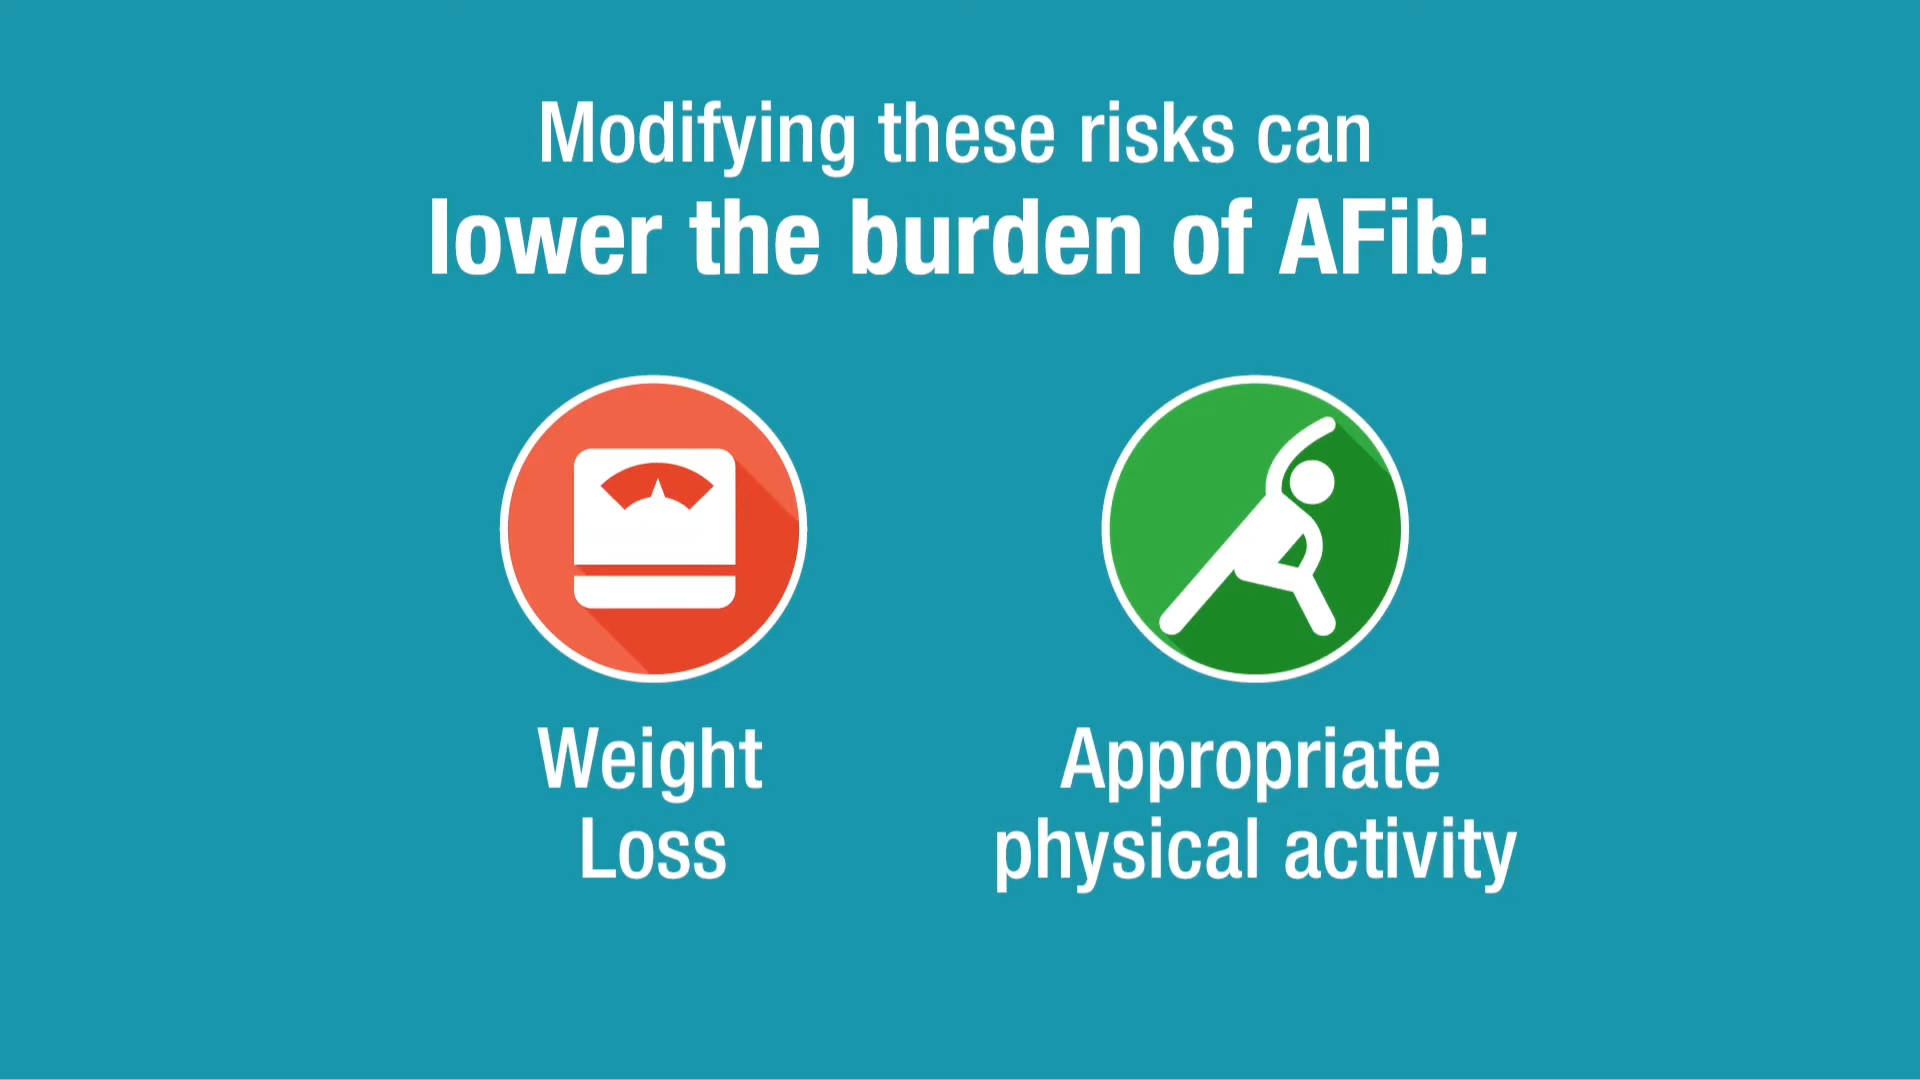 Modifying these risks can
lower the burden of AFib:
Weight
Loss
Appropriate
physical activity